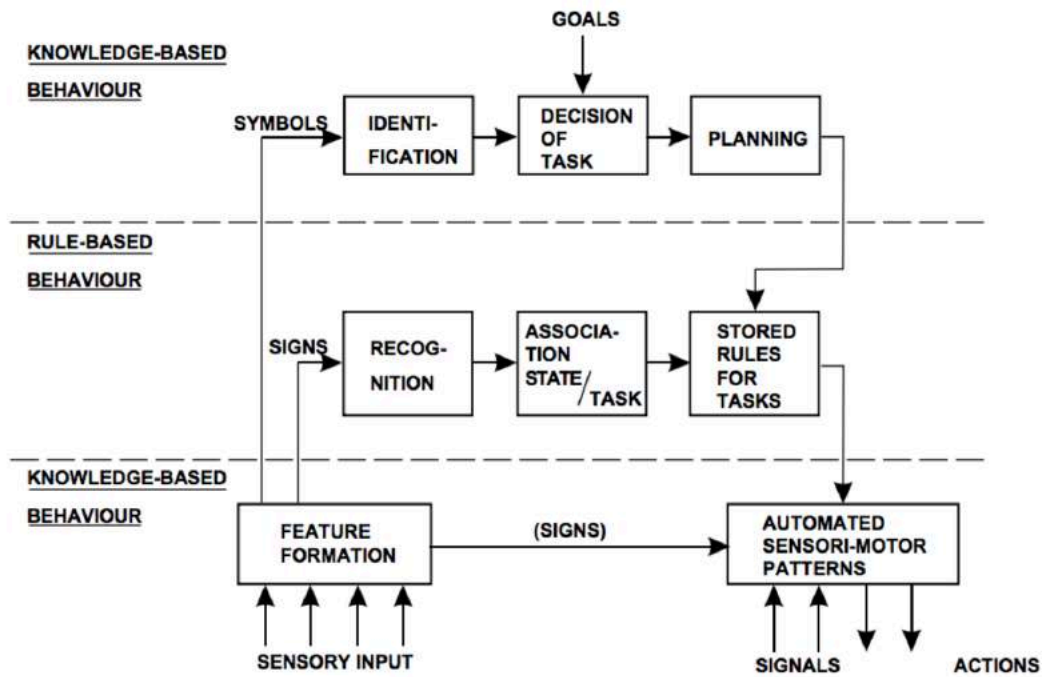 GOALS
KNOWLEDGE-BASED
BEHAVIOUR
SYMBOLS
IDENTI-
FICATION
DECISION
OF
TASK
PLANNING
RULE-BASED
BEHAVIOUR
SIGNS
RECOG-
NITION
ASSOCIA-
TION
STATE/
TASK
STORED
RULES
FOR
TASKS
KNOWLEDGE-BASED
BEHAVIOUR
FEATURE
FORMATION
(SIGNS)
AUTOMATED
SENSORI-MOTOR
PATTERNS
SENSORY INPUT
SIGNALS
ACTIONS